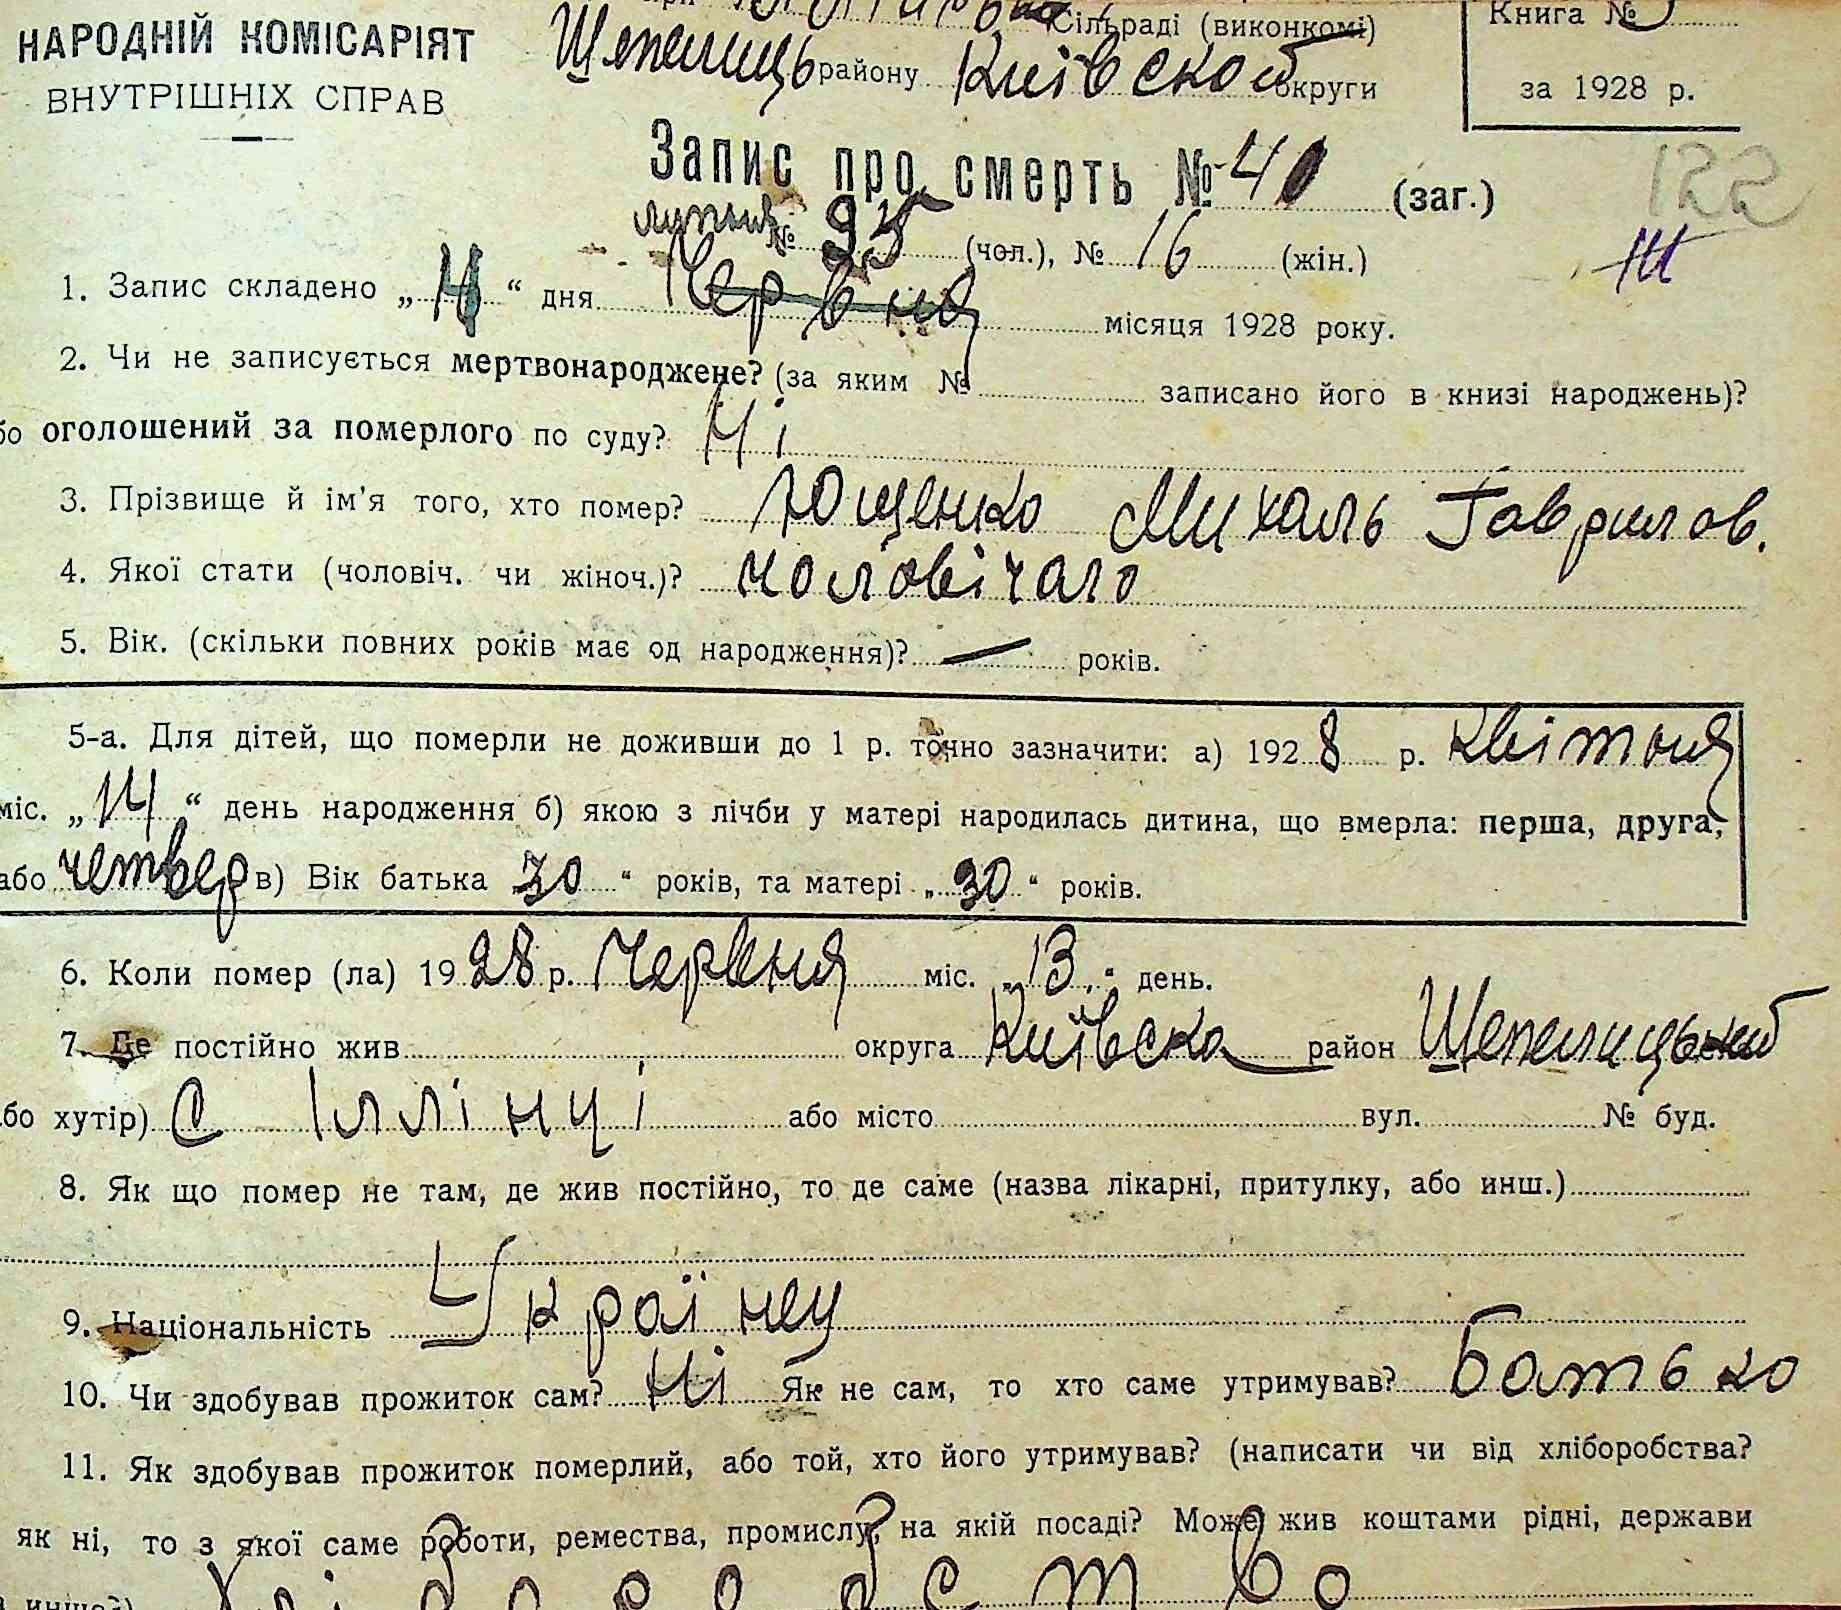 НАРОДНІЙ КОМІСАРІЯТ
ВНУТРІШНІХ СПРАВ
Сільраді (виконкомі)
Шепелиць району Київской округи
Книга №
за 1928 р.
Запис про смерть № 40 (заг.)
122
липня № 25 (чол.), № 16 (жін.)
1. Запис складено „ 4 “ дня Червня місяця 1928 року.
2. Чи не записується мертвонароджене? (за яким № записано його в книзі народжень)?
бо оголошений за померлого по суду? Ні
3. Прізвище й ім'я того, хто помер? Ющенко Михаль Гаврилов.
4. Якої стати (чоловіч. чи жіноч.)? чоловічаго
5. Вік. (скільки повних років має од народження)? — років.
5-а. Для дітей, що померли не доживши до 1 р. точно зазначити: а) 1928 р. квітня
міс. „ 14 “ день народження б) якою з лічби у матері народилась дитина, що вмерла: перша, друга,
або четвер в) Вік батька 30 “ років, та матері „ 30 “ років.
6. Коли помер (ла) 1928 р. Червня міс. „ 13 “ день.
7. Де постійно жив округа Київска район Шепелицький
бо хутір) с Іллінці або місто вул. № буд.
8. Як що помер не там, де жив постійно, то де саме (назва лікарні, притулку, або инш.)
9. Національність Українец
10. Чи здобував прожиток сам? Ні Як не сам, то хто саме утримував? Батько
11. Як здобував прожиток померлий, або той, хто його утримував? (написати чи від хліборобства?
як ні, то з якої саме роботи, ремества, промислу, на якій посаді? Може жив коштами рідні, держави
инше?) Хліборобство